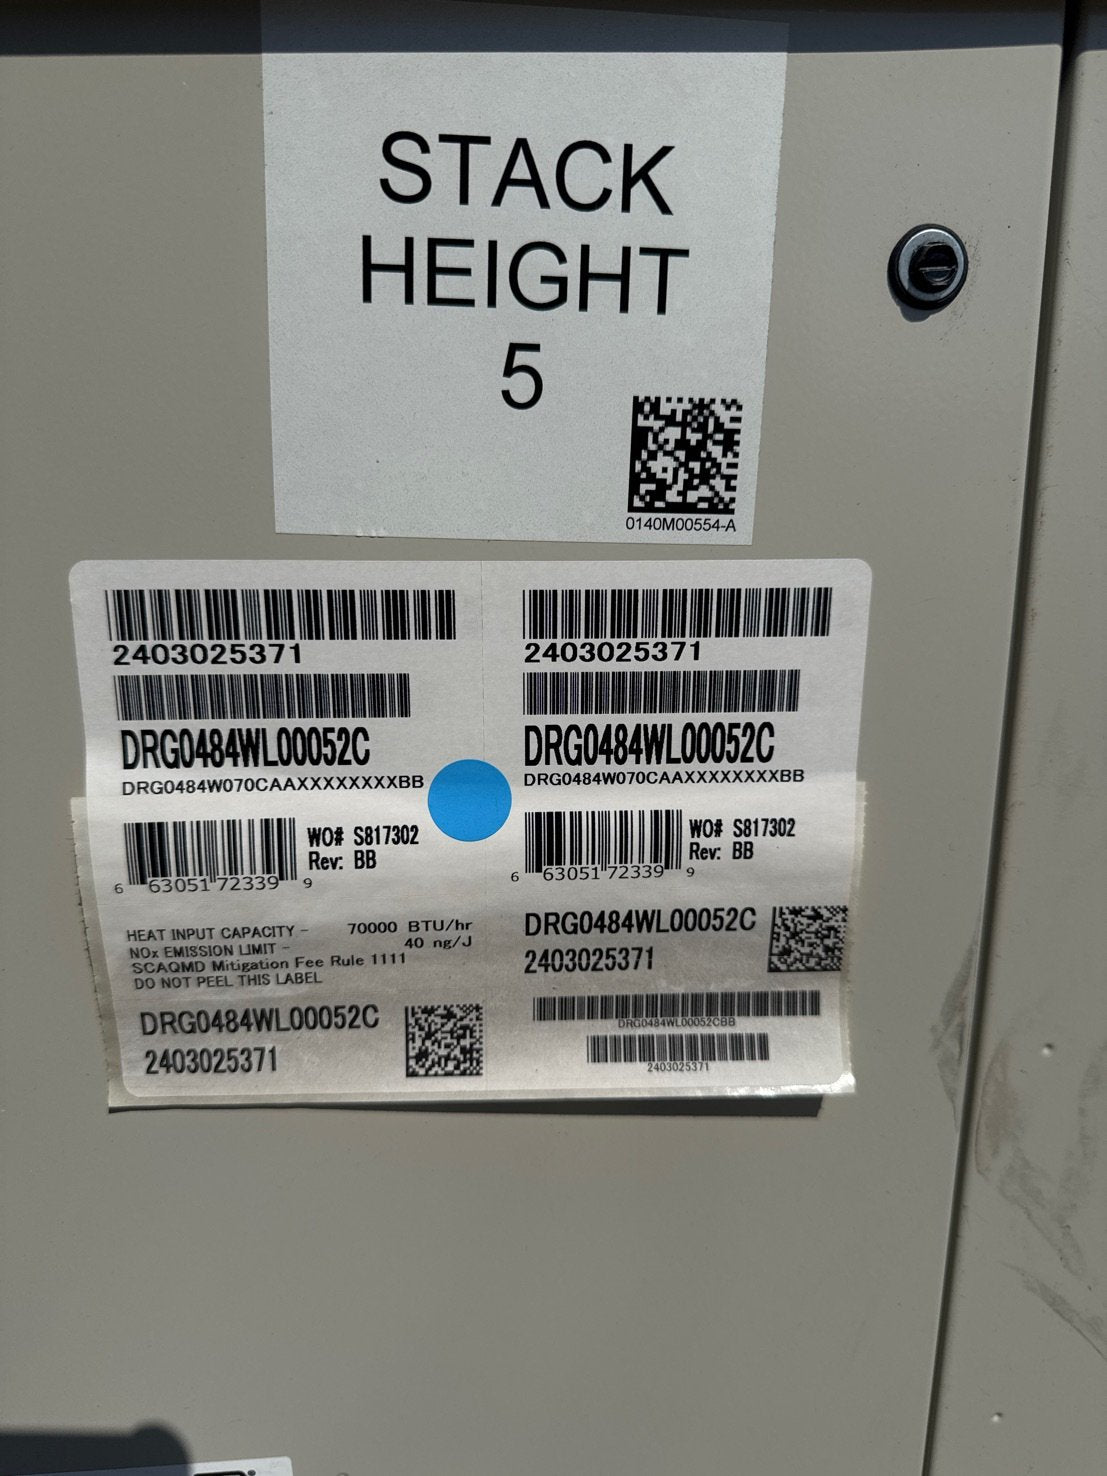 STACK
HEIGHT
5
0140M00554-A
2403025371
DRG0484WL00052C
DRG0484W070CAAXXXXXXXXBB
WO# S817302
Rev: BB
6 63051 72339 9
HEAT INPUT CAPACITY - 70000 BTU/hr
NOx EMISSION LIMIT - 40 ng/J
SCAQMD Mitigation Fee Rule 1111
DO NOT PEEL THIS LABEL
DRG0484WL00052C
2403025371
2403025371
DRG0484WL00052C
DRG0484W070CAAXXXXXXXXBB
WO# S817302
Rev: BB
6 63051 72339 9
DRG0484WL00052C
2403025371
DRG0484WL00052CBB
2403025371